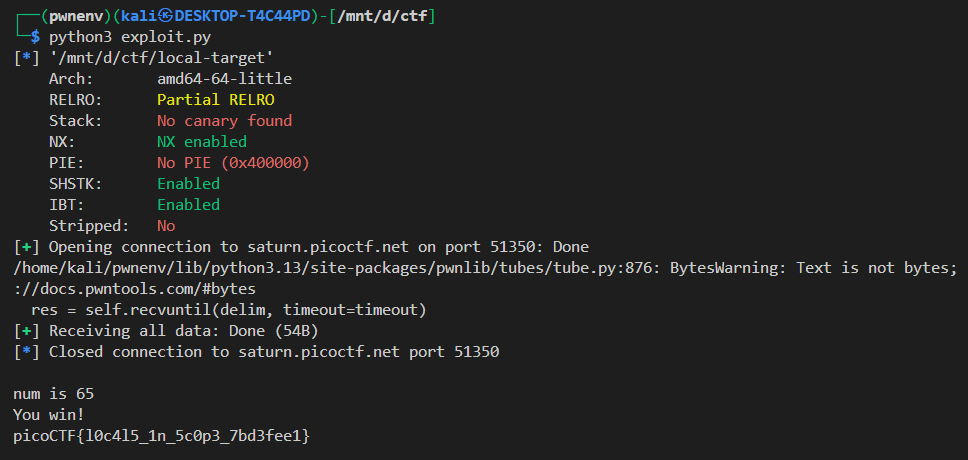 ┌──(pwnenv)(kali㉿DESKTOP-T4C44PD)-[/mnt/d/ctf]
└─$ python3 exploit.py
[*] '/mnt/d/ctf/local-target'
    Arch:       amd64-64-little
    RELRO:      Partial RELRO
    Stack:      No canary found
    NX:         NX enabled
    PIE:        No PIE (0x400000)
    SHSTK:      Enabled
    IBT:        Enabled
    Stripped:   No
[+] Opening connection to saturn.picoctf.net on port 51350: Done
/home/kali/pwnenv/lib/python3.13/site-packages/pwnlib/tubes/tube.py:876: BytesWarning: Text is not bytes;
://docs.pwntools.com/#bytes
  res = self.recvuntil(delim, timeout=timeout)
[+] Receiving all data: Done (54B)
[*] Closed connection to saturn.picoctf.net port 51350

num is 65
You win!
picoCTF{l0c4l5_1n_5c0p3_7bd3fee1}